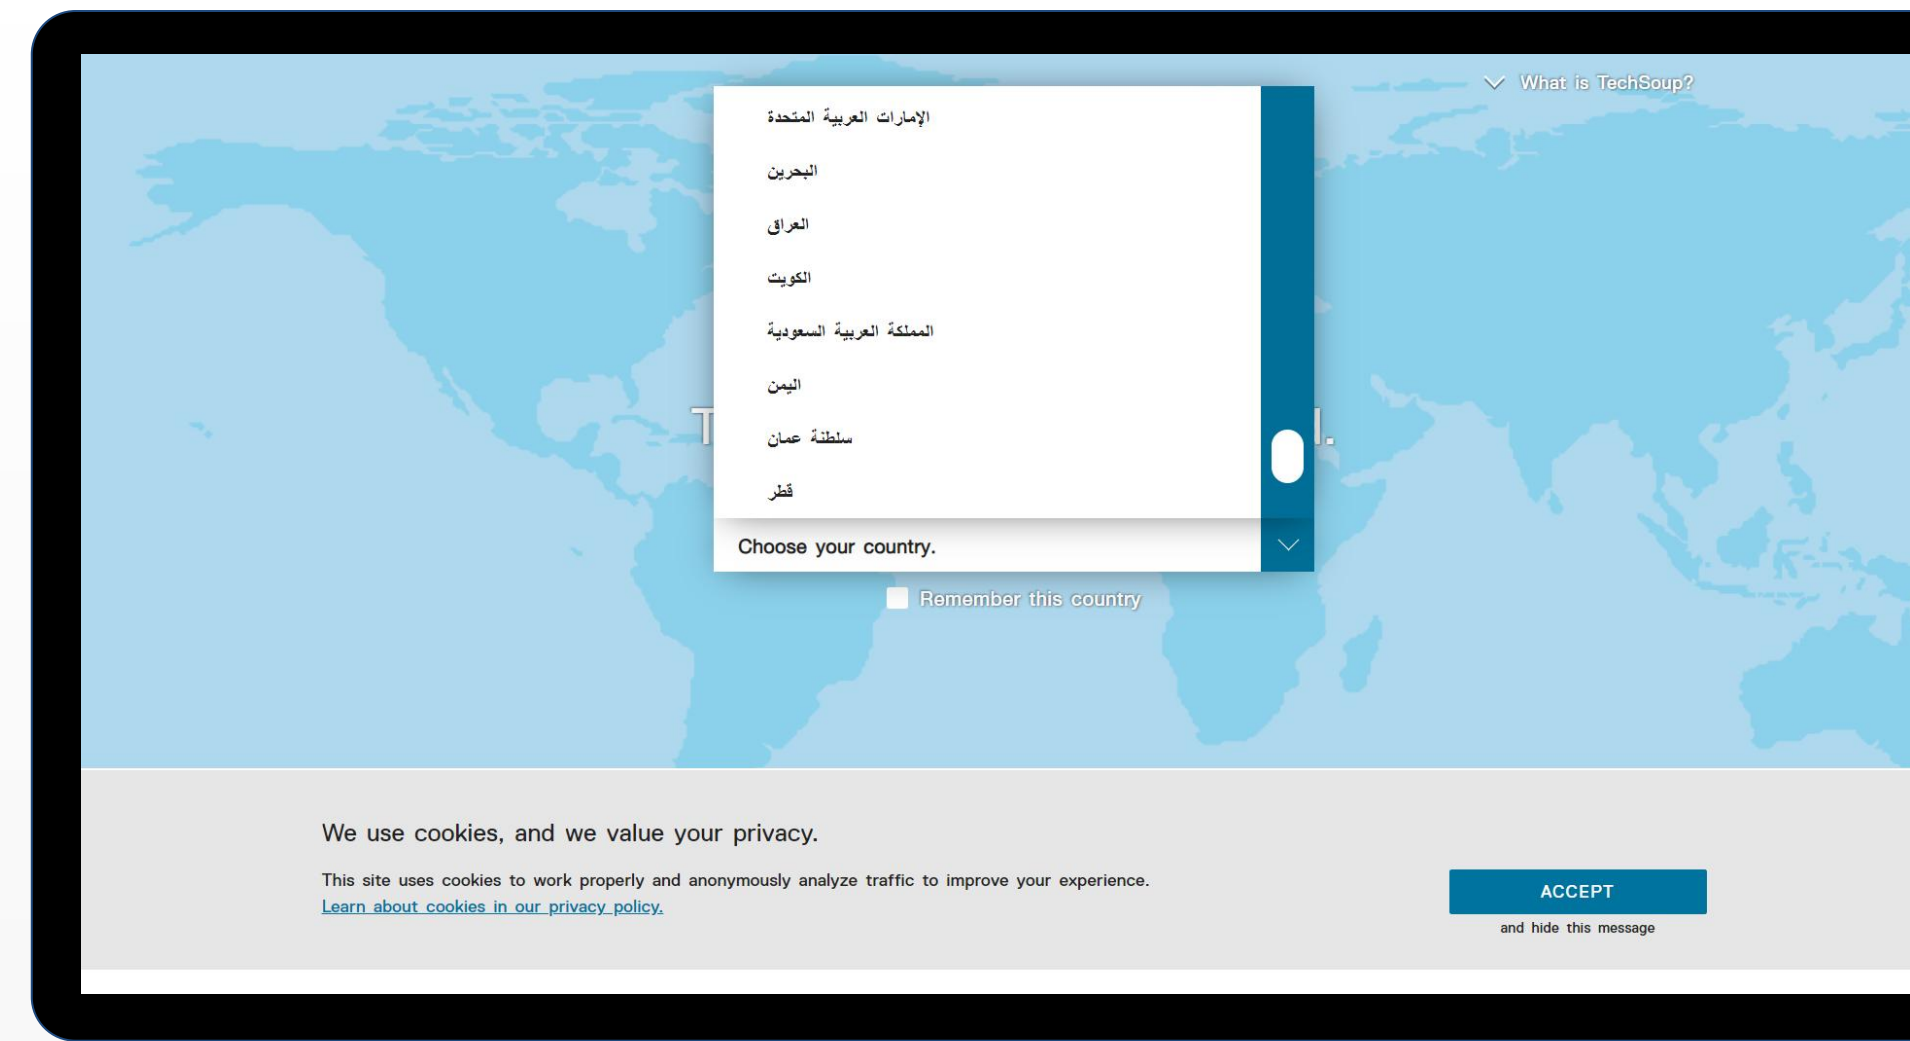 What is TechSoup?
الإمارات العربية المتحدة
البحرين
العراق
الكويت
المملكة العربية السعودية
اليمن
سلطنة عمان
قطر
Choose your country.
Remember this country
We use cookies, and we value your privacy.
This site uses cookies to work properly and anonymously analyze traffic to improve your experience.
Learn about cookies in our privacy policy.
ACCEPT
and hide this message